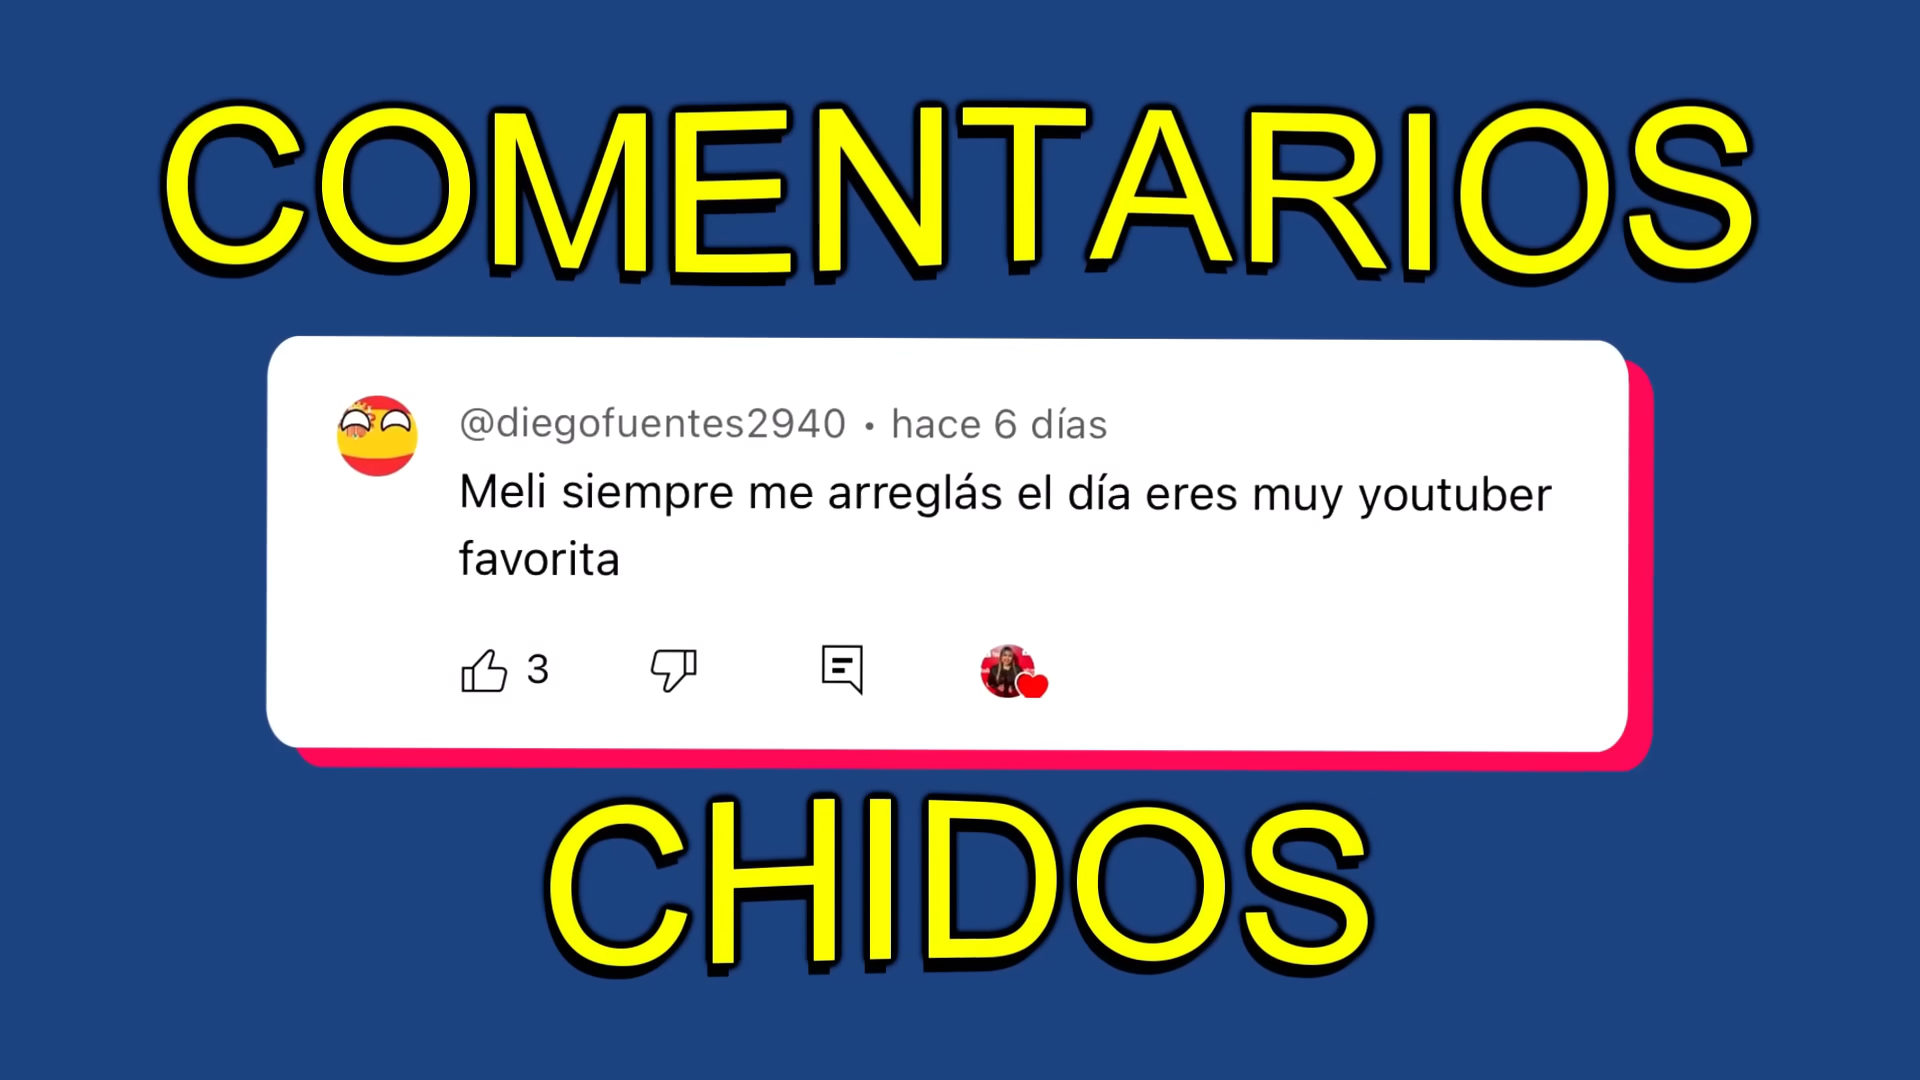 COMENTARIOS
@diegofuentes2940 • hace 6 días
Meli siempre me arreglás el día eres muy youtuber
favorita
3
CHIDOS